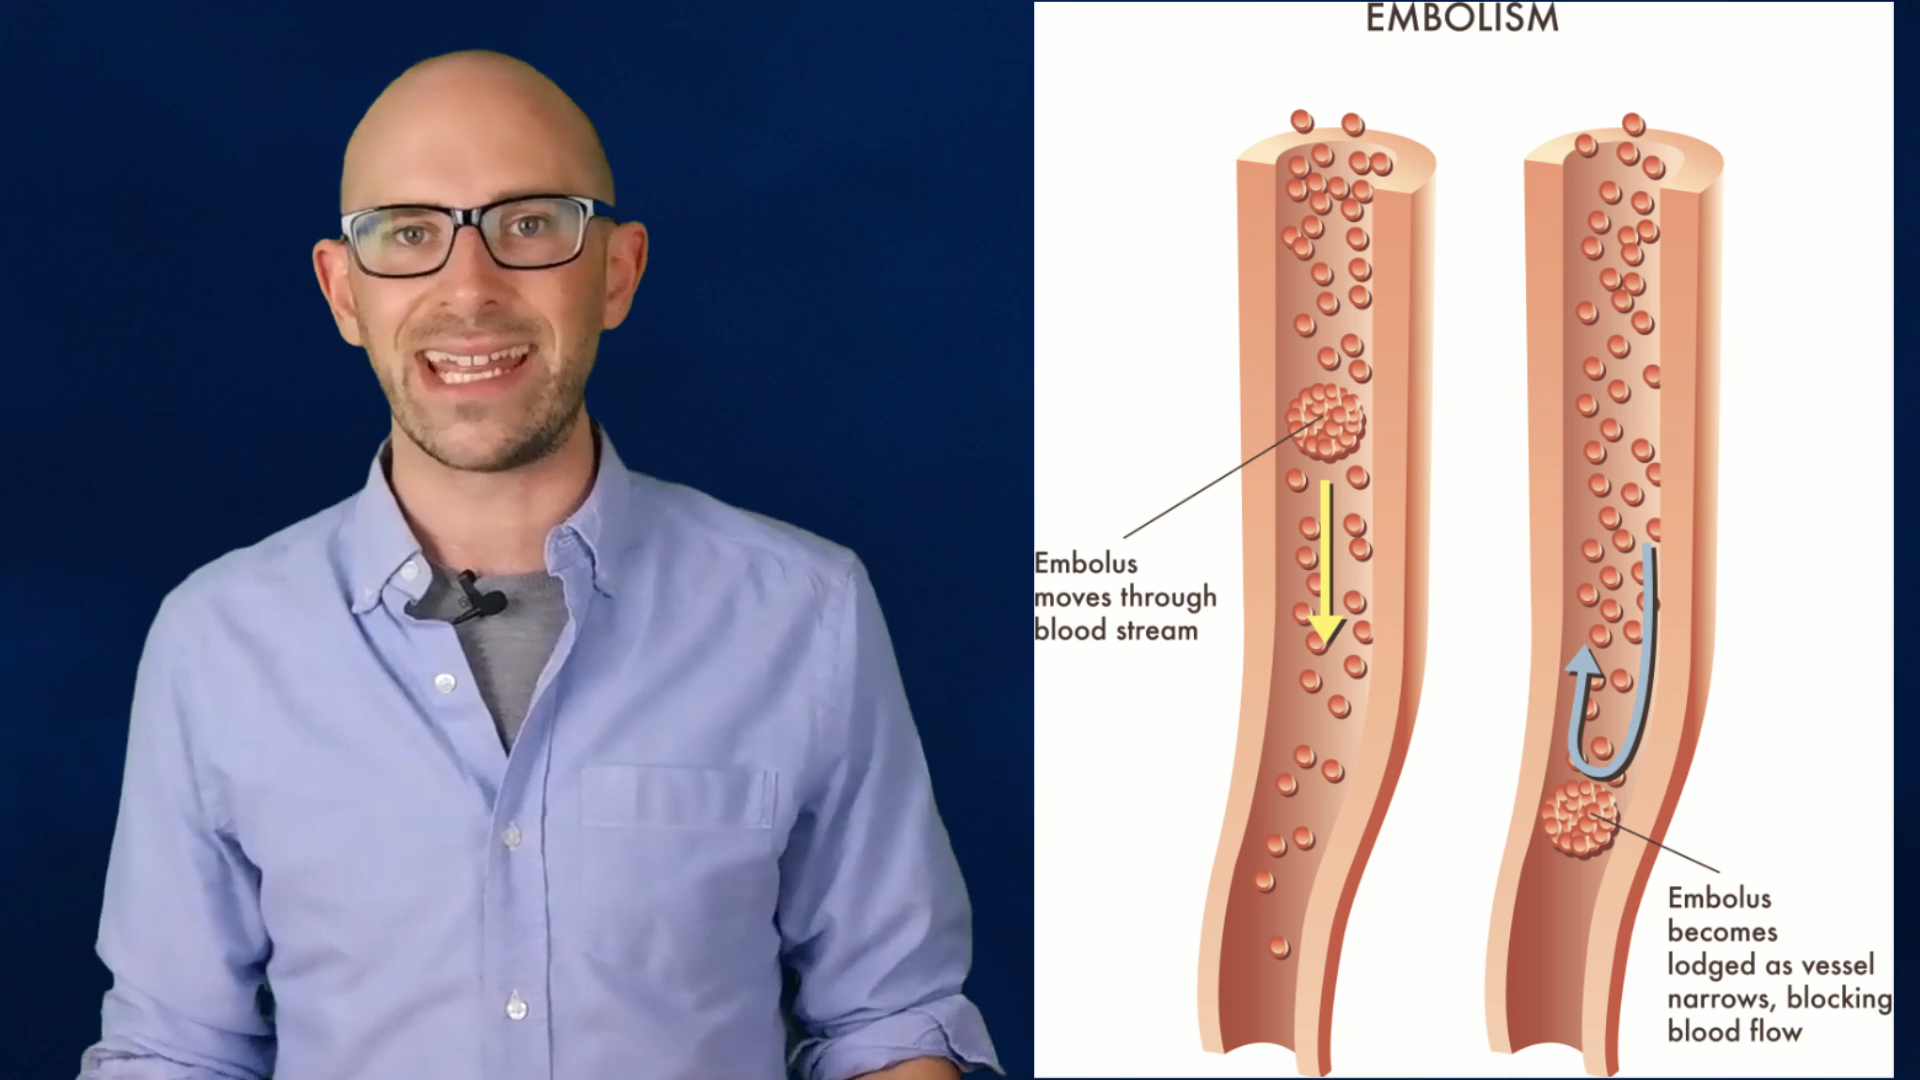 EMBOLISM
Embolus
moves through
blood stream
Embolus
becomes
lodged as vessel
narrows, blocking
blood flow